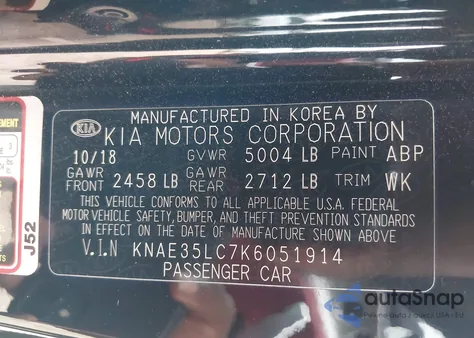 MANUFACTURED IN KOREA BY
KIA KIA MOTORS CORPORATION
10/18 GVWR 5004 LB PAINT ABP
GAWR FRONT 2458 LB GAWR REAR 2712 LB TRIM WK
THIS VEHICLE CONFORMS TO ALL APPLICABLE U.S.A. FEDERAL
MOTOR VEHICLE SAFETY, BUMPER, AND THEFT PREVENTION STANDARDS
IN EFFECT ON THE DATE OF MANUFACTURE SHOWN ABOVE
V.I.N KNAE35LC7K6051914
PASSENGER CAR
J52
autoSnap